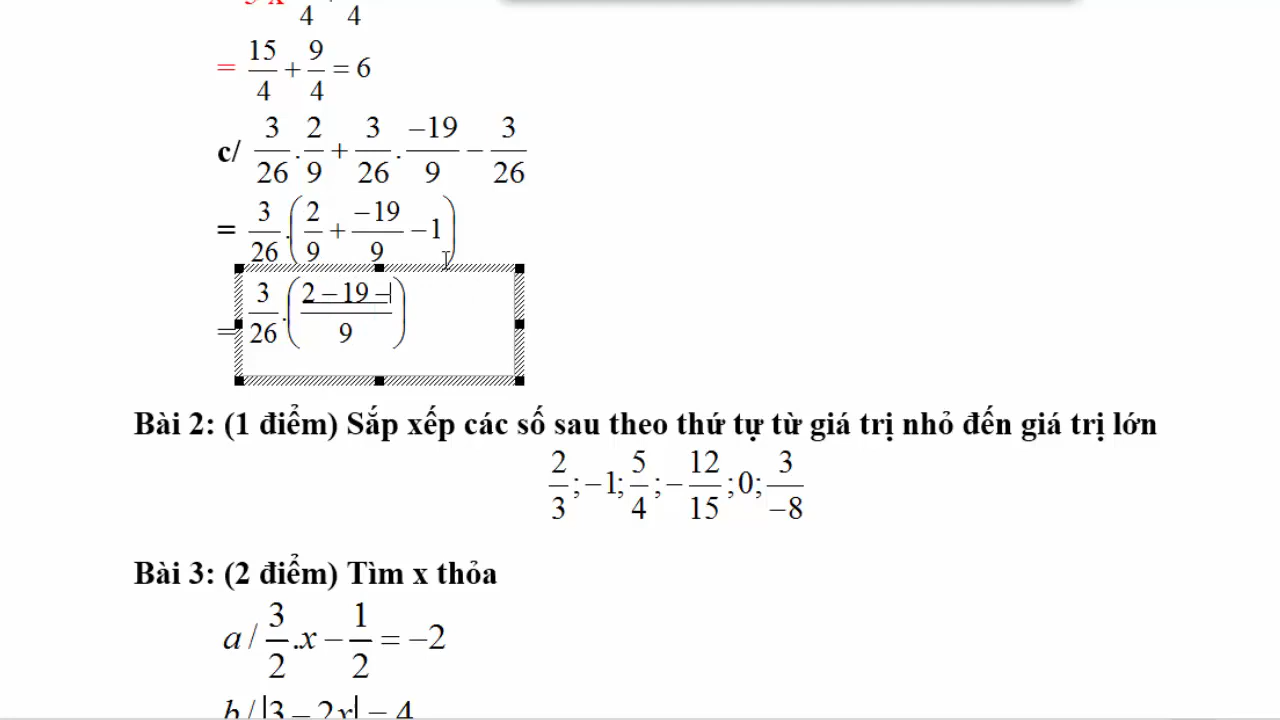 = 15/4 + 9/4 = 6
c/ 3/26 . 2/9 + 3/26 . −19/9 − 3/26
= 3/26 . (2/9 + −19/9 − 1)
= 3/26 . ((2 − 19 −)/9)
Bài 2: (1 điểm) Sắp xếp các số sau theo thứ tự từ giá trị nhỏ đến giá trị lớn
2/3 ; −1; 5/4 ; − 12/15 ; 0; 3/−8
Bài 3: (2 điểm) Tìm x thỏa
a / 3/2 .x − 1/2 = −2
b / |3 − 2x| = 4